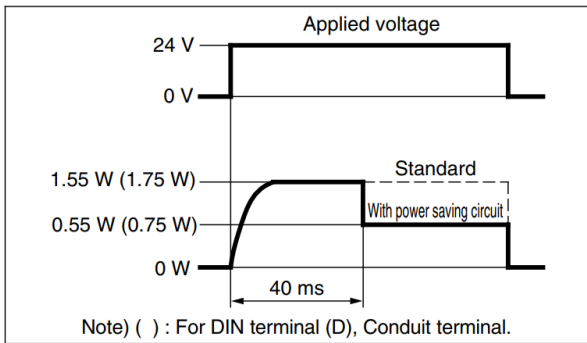 Applied voltage
24 V
0 V
1.55 W (1.75 W)
Standard
With power saving circuit
0.55 W (0.75 W)
0 W
40 ms
Note) ( ) : For DIN terminal (D), Conduit terminal.